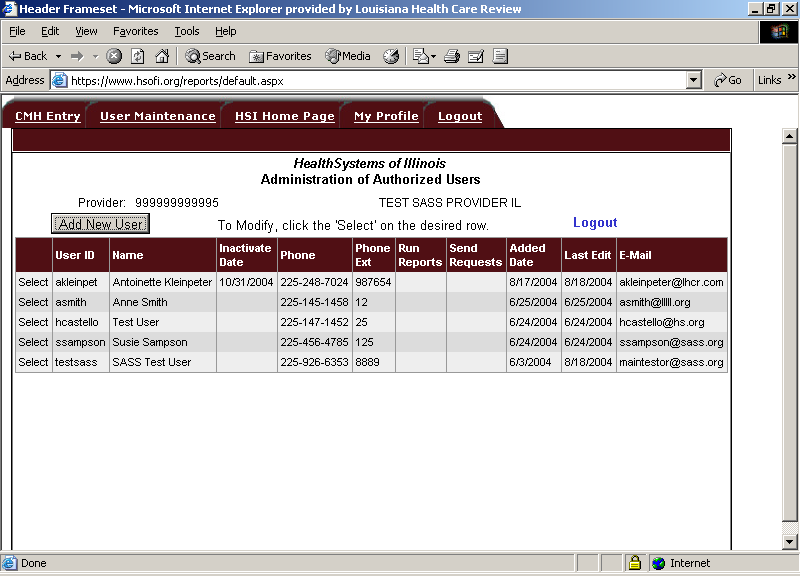 Header Frameset - Microsoft Internet Explorer provided by Louisiana Health Care Review
File Edit View Favorites Tools Help
Back Search Favorites Media
Address https://www.hsofi.org/reports/default.aspx Go Links »
CMH Entry User Maintenance HSI Home Page My Profile Logout
HealthSystems of Illinois
Administration of Authorized Users
Provider: 999999999995 TEST SASS PROVIDER IL
Add New User To Modify, click the 'Select' on the desired row. Logout
User ID Name Inactivate Date Phone Phone Ext Run Reports Send Requests Added Date Last Edit E-Mail
Select akleinpet Antoinette Kleinpeter 10/31/2004 225-248-7024 987654 8/17/2004 8/18/2004 akleinpeter@lhcr.com
Select asmith Anne Smith 225-145-1458 12 6/25/2004 6/25/2004 asmith@llll.org
Select hcastello Test User 225-147-1452 25 6/24/2004 6/24/2004 hcastello@hs.org
Select ssampson Susie Sampson 225-456-4785 125 6/24/2004 6/24/2004 ssampson@sass.org
Select testsass SASS Test User 225-926-6353 8889 6/3/2004 8/18/2004 maintestor@sass.org
Done Internet